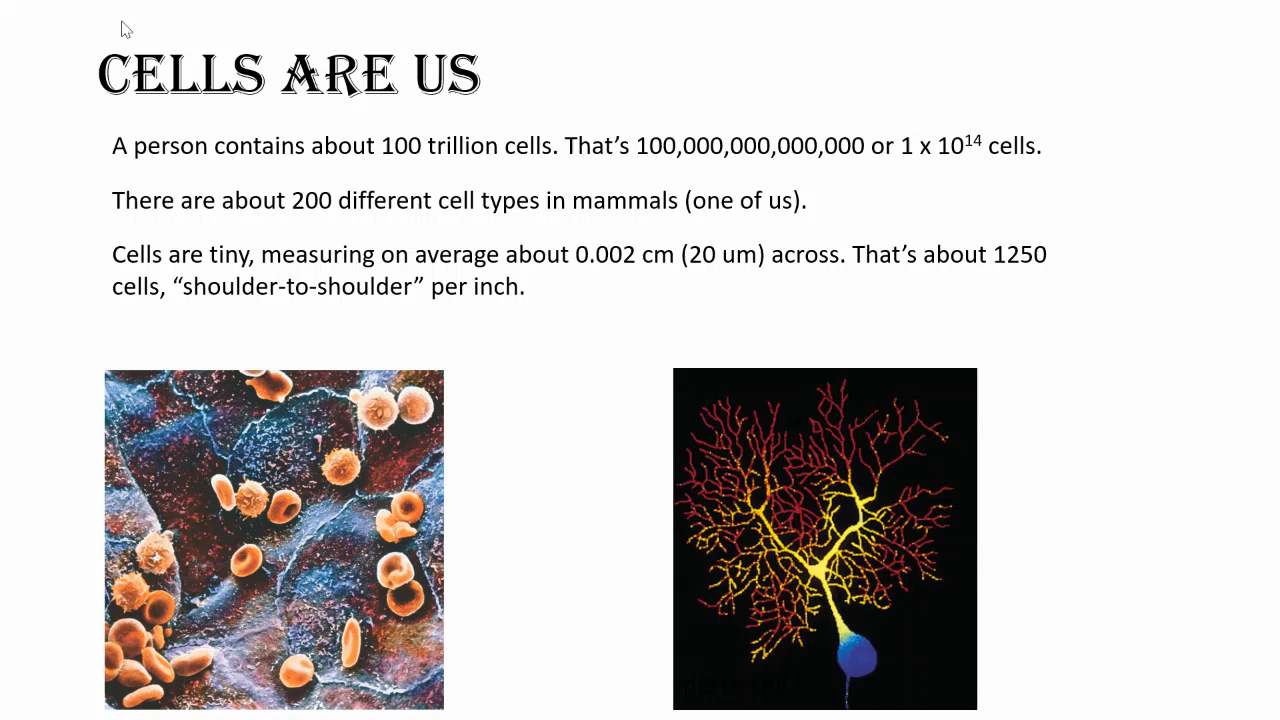 CELLS ARE US
A person contains about 100 trillion cells. That’s 100,000,000,000,000 or 1 x 10¹⁴ cells.
There are about 200 different cell types in mammals (one of us).
Cells are tiny, measuring on average about 0.002 cm (20 um) across. That’s about 1250
cells, “shoulder-to-shoulder” per inch.